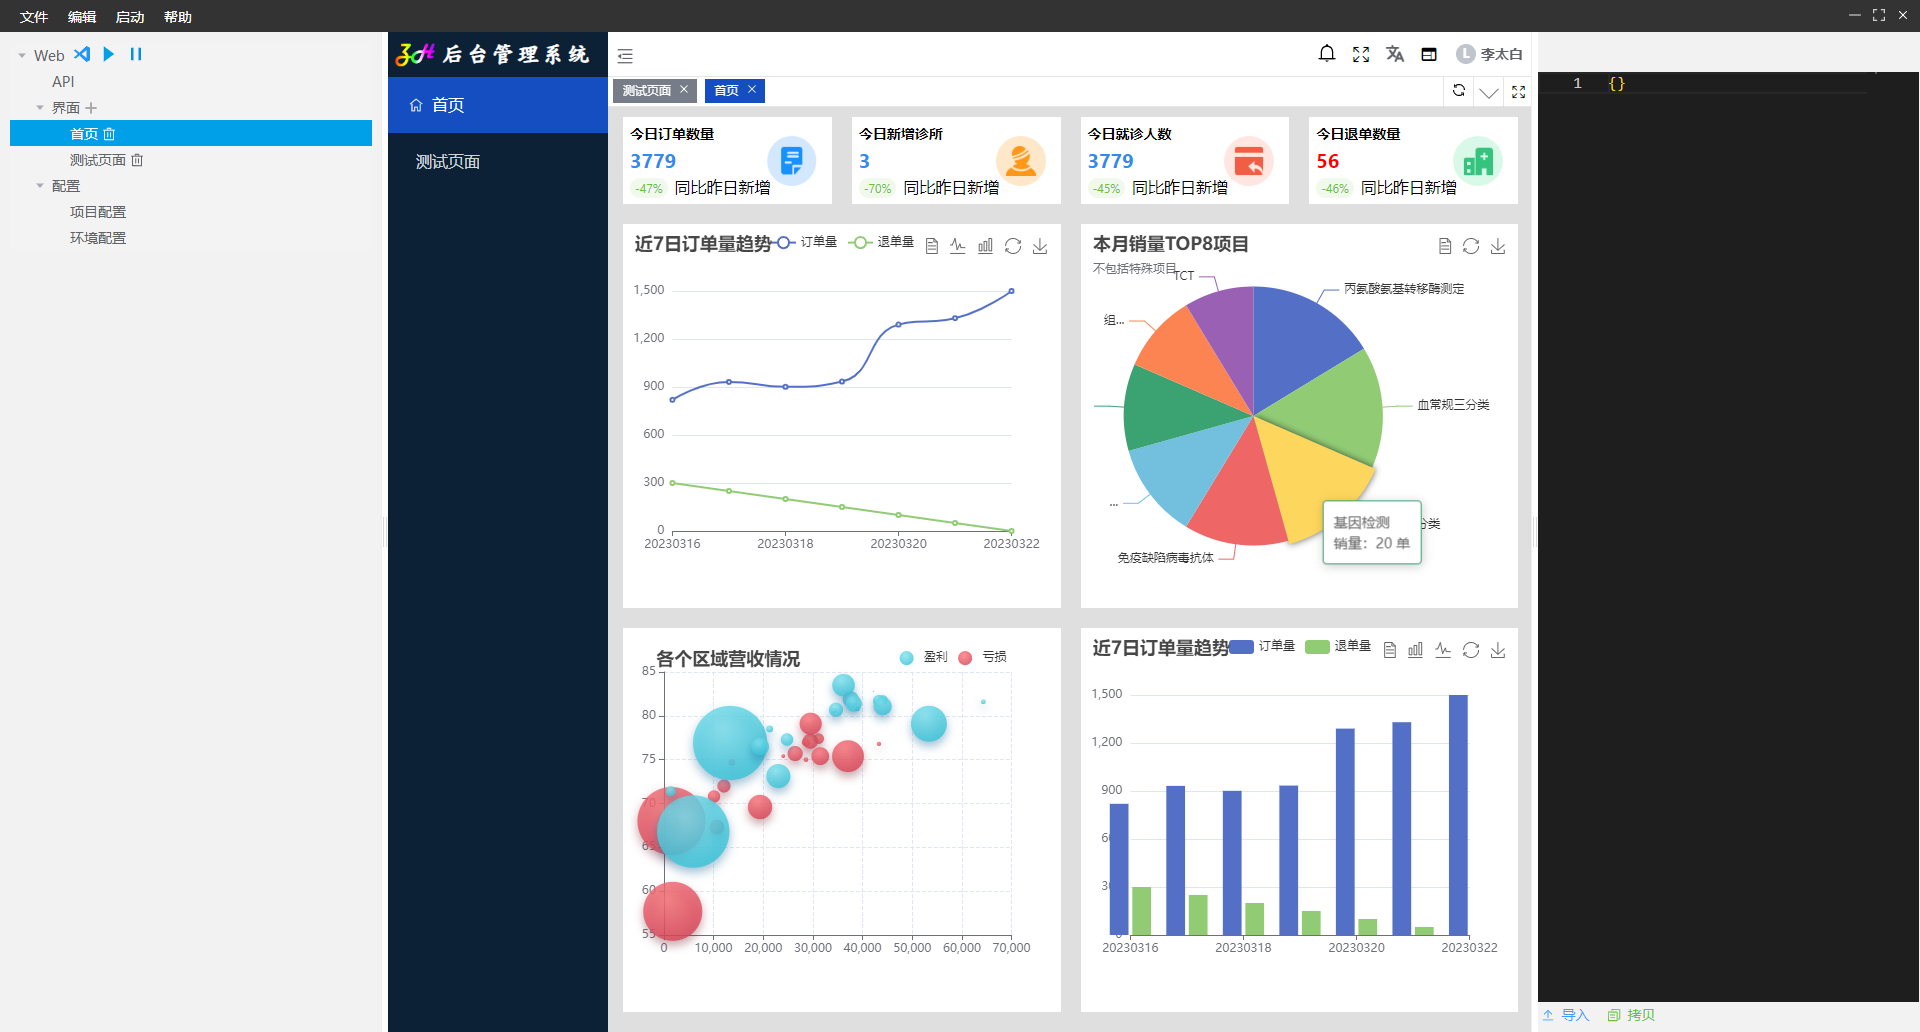 文件 编辑 启动 帮助
Web
API
界面
首页
测试页面
配置
项目配置
环境配置
后台管理系统
首页
测试页面
李太白
L
测试页面
首页
今日订单数量
3779
-47% 同比昨日新增
今日新增诊所
3
-70% 同比昨日新增
今日就诊人数
3779
-45% 同比昨日新增
今日退单数量
56
-46% 同比昨日新增
近7日订单量趋势 订单量 退单量
1,500
1,200
900
600
300
0
20230316 20230318 20230320 20230322
本月销量TOP8项目
不包括特殊项目
TCT
丙氨酸氨基转移酶测定
组...
血常规三分类
...
分类
免疫缺陷病毒抗体
基因检测
销量：20 单
各个区域营收情况 盈利 亏损
85
80
75
70
65
60
55
0 10,000 20,000 30,000 40,000 50,000 60,000 70,000
近7日订单量趋势 订单量 退单量
1,500
1,200
900
20230316 20230318 20230320 20230322
1 {}
导入 拷贝